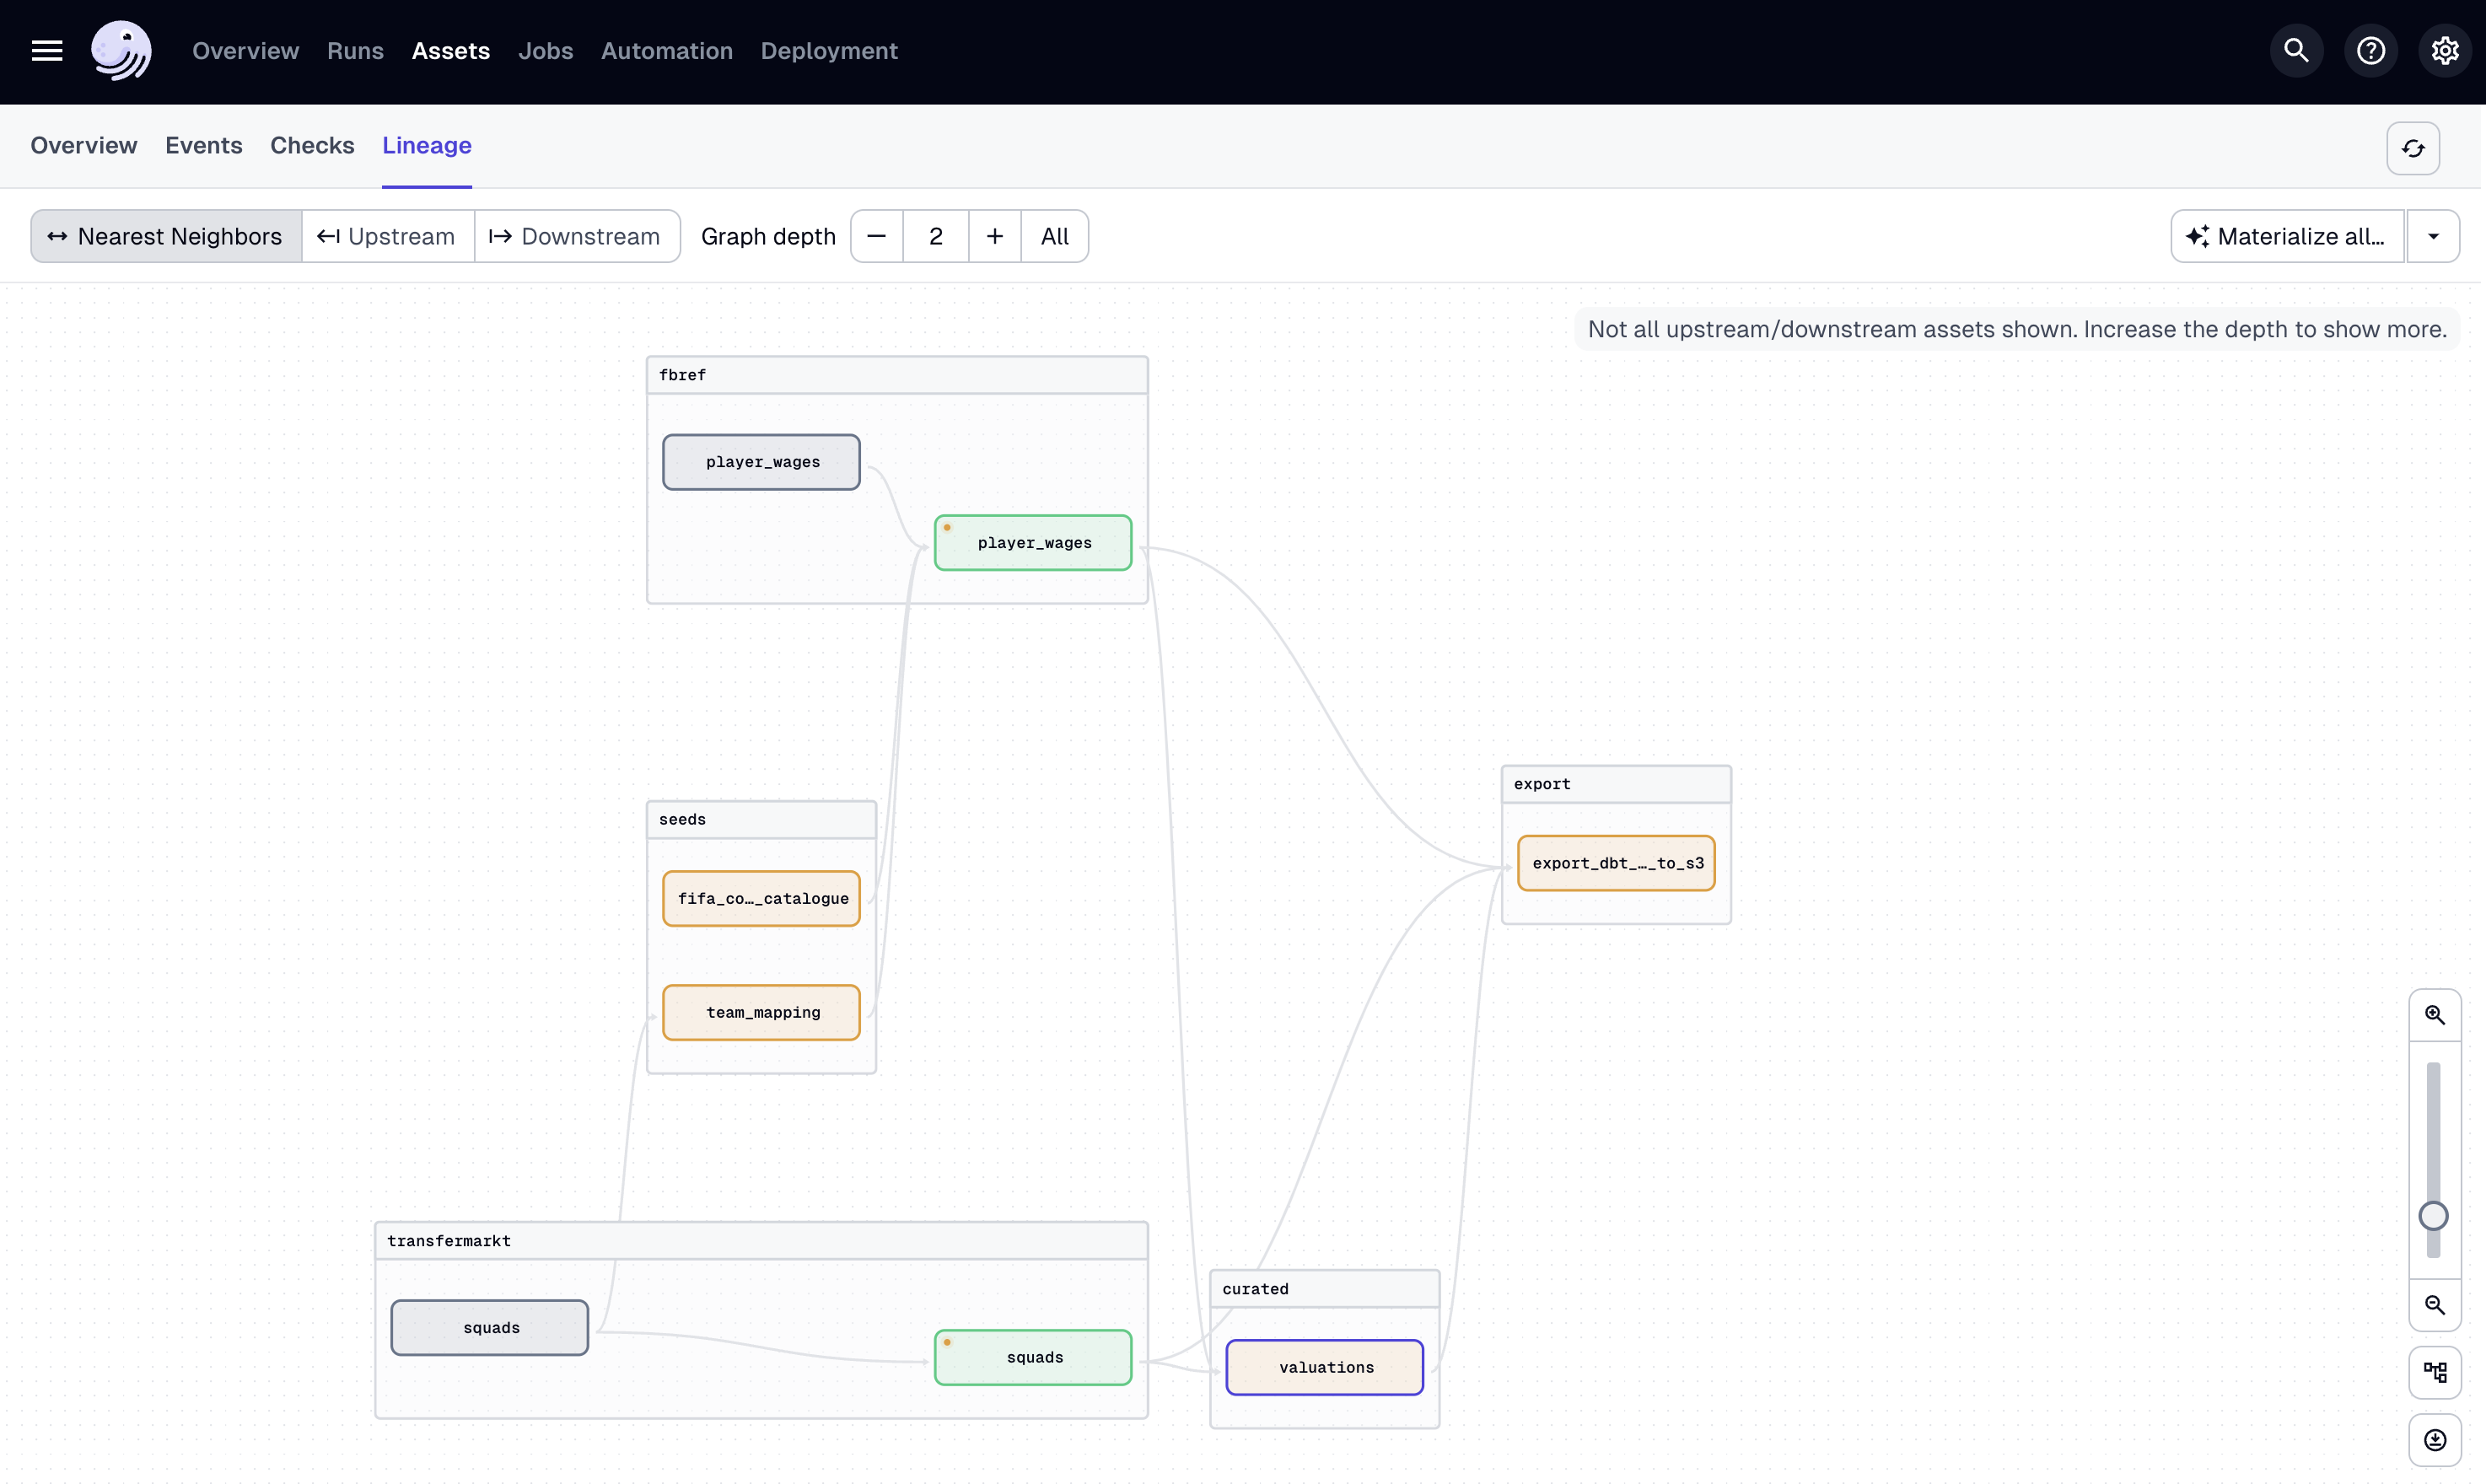 Overview Runs Assets Jobs Automation Deployment
Overview Events Checks Lineage
Nearest Neighbors Upstream Downstream Graph depth 2 All Materialize all...
Not all upstream/downstream assets shown. Increase the depth to show more.
fbref
player_wages
player_wages
export
export_dbt_…_to_s3
seeds
fifa_co…_catalogue
team_mapping
transfermarkt
squads
squads
curated
valuations